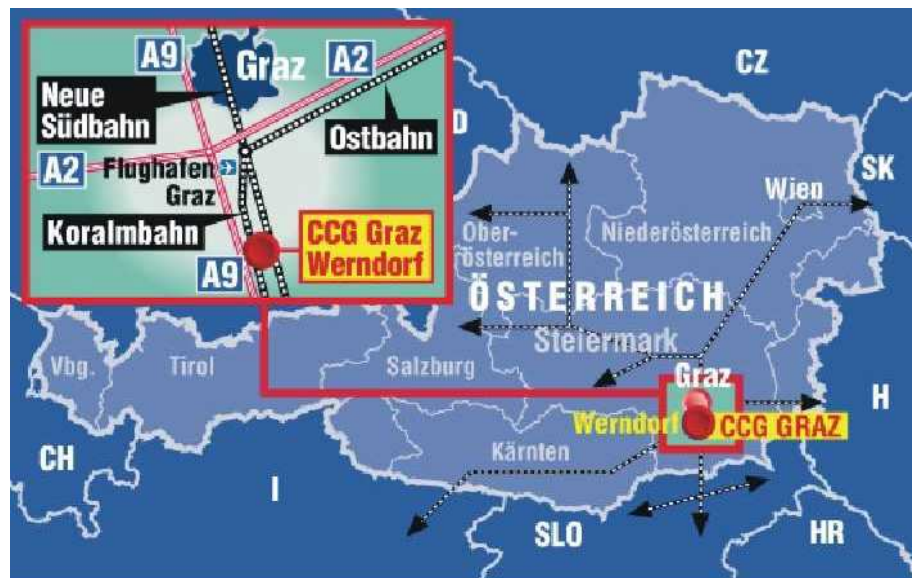 A9
Graz
A2
Neue
Südbahn
Ostbahn
A2
Flughafen
Graz
Koralmbahn
CCG Graz
Werndorf
A9
CZ
D
SK
Wien
Ober-
österreich
Niederösterreich
ÖSTERREICH
Steiermark
Vbg.
Tirol
Salzburg
Graz
H
Werndorf
CCG GRAZ
Kärnten
CH
I
SLO
HR